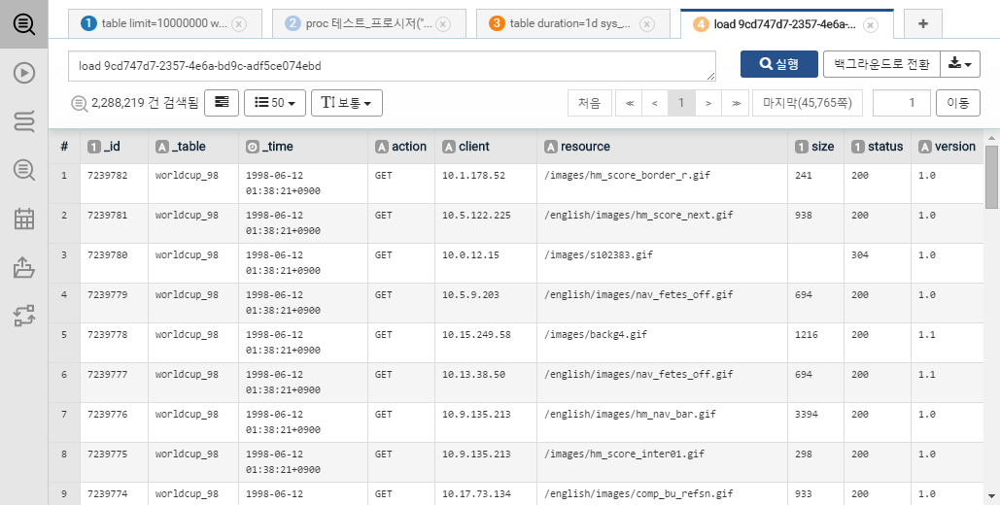 1 table limit=10000000 w...
2 proc 테스트_프로시저("...
3 table duration=1d sys_...
4 load 9cd747d7-2357-4e6a-...
+
load 9cd747d7-2357-4e6a-bd9c-adf5ce074ebd
실행
백그라운드로 전환
2,288,219 건 검색됨
50
보통
처음
1
마지막(45,765쪽)
1
이동
# 1 _id A _table _time A action A client A resource 1 size 1 status A version
1 7239782 worldcup_98 1998-06-12 GET 10.1.178.52 /images/hm_score_border_r.gif 241 200 1.0
01:38:21+0900
2 7239781 worldcup_98 1998-06-12 GET 10.5.122.225 /english/images/hm_score_next.gif 938 200 1.0
01:38:21+0900
3 7239780 worldcup_98 1998-06-12 GET 10.0.12.15 /images/s102383.gif 304 1.0
01:38:21+0900
4 7239779 worldcup_98 1998-06-12 GET 10.5.9.203 /english/images/nav_fetes_off.gif 694 200 1.0
01:38:21+0900
5 7239778 worldcup_98 1998-06-12 GET 10.15.249.58 /images/backg4.gif 1216 200 1.1
01:38:21+0900
6 7239777 worldcup_98 1998-06-12 GET 10.13.38.50 /english/images/nav_fetes_off.gif 694 200 1.1
01:38:21+0900
7 7239776 worldcup_98 1998-06-12 GET 10.9.135.213 /english/images/hm_nav_bar.gif 3394 200 1.0
01:38:21+0900
8 7239775 worldcup_98 1998-06-12 GET 10.9.135.213 /images/hm_score_inter01.gif 298 200 1.0
01:38:21+0900
9 7239774 worldcup_98 1998-06-12 GET 10.17.73.134 /english/images/comp_bu_refsn.gif 933 200 1.0